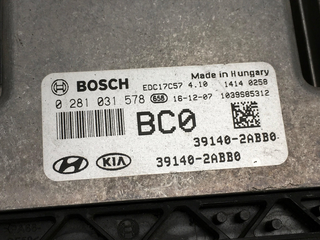 BOSCH EDC17C57 4.10 Made in Hungary 1414 0258
0 281 031 578 656 16-12-07 1039S85312
BC0
39140-2ABB0
KIA 39140-2ABB0